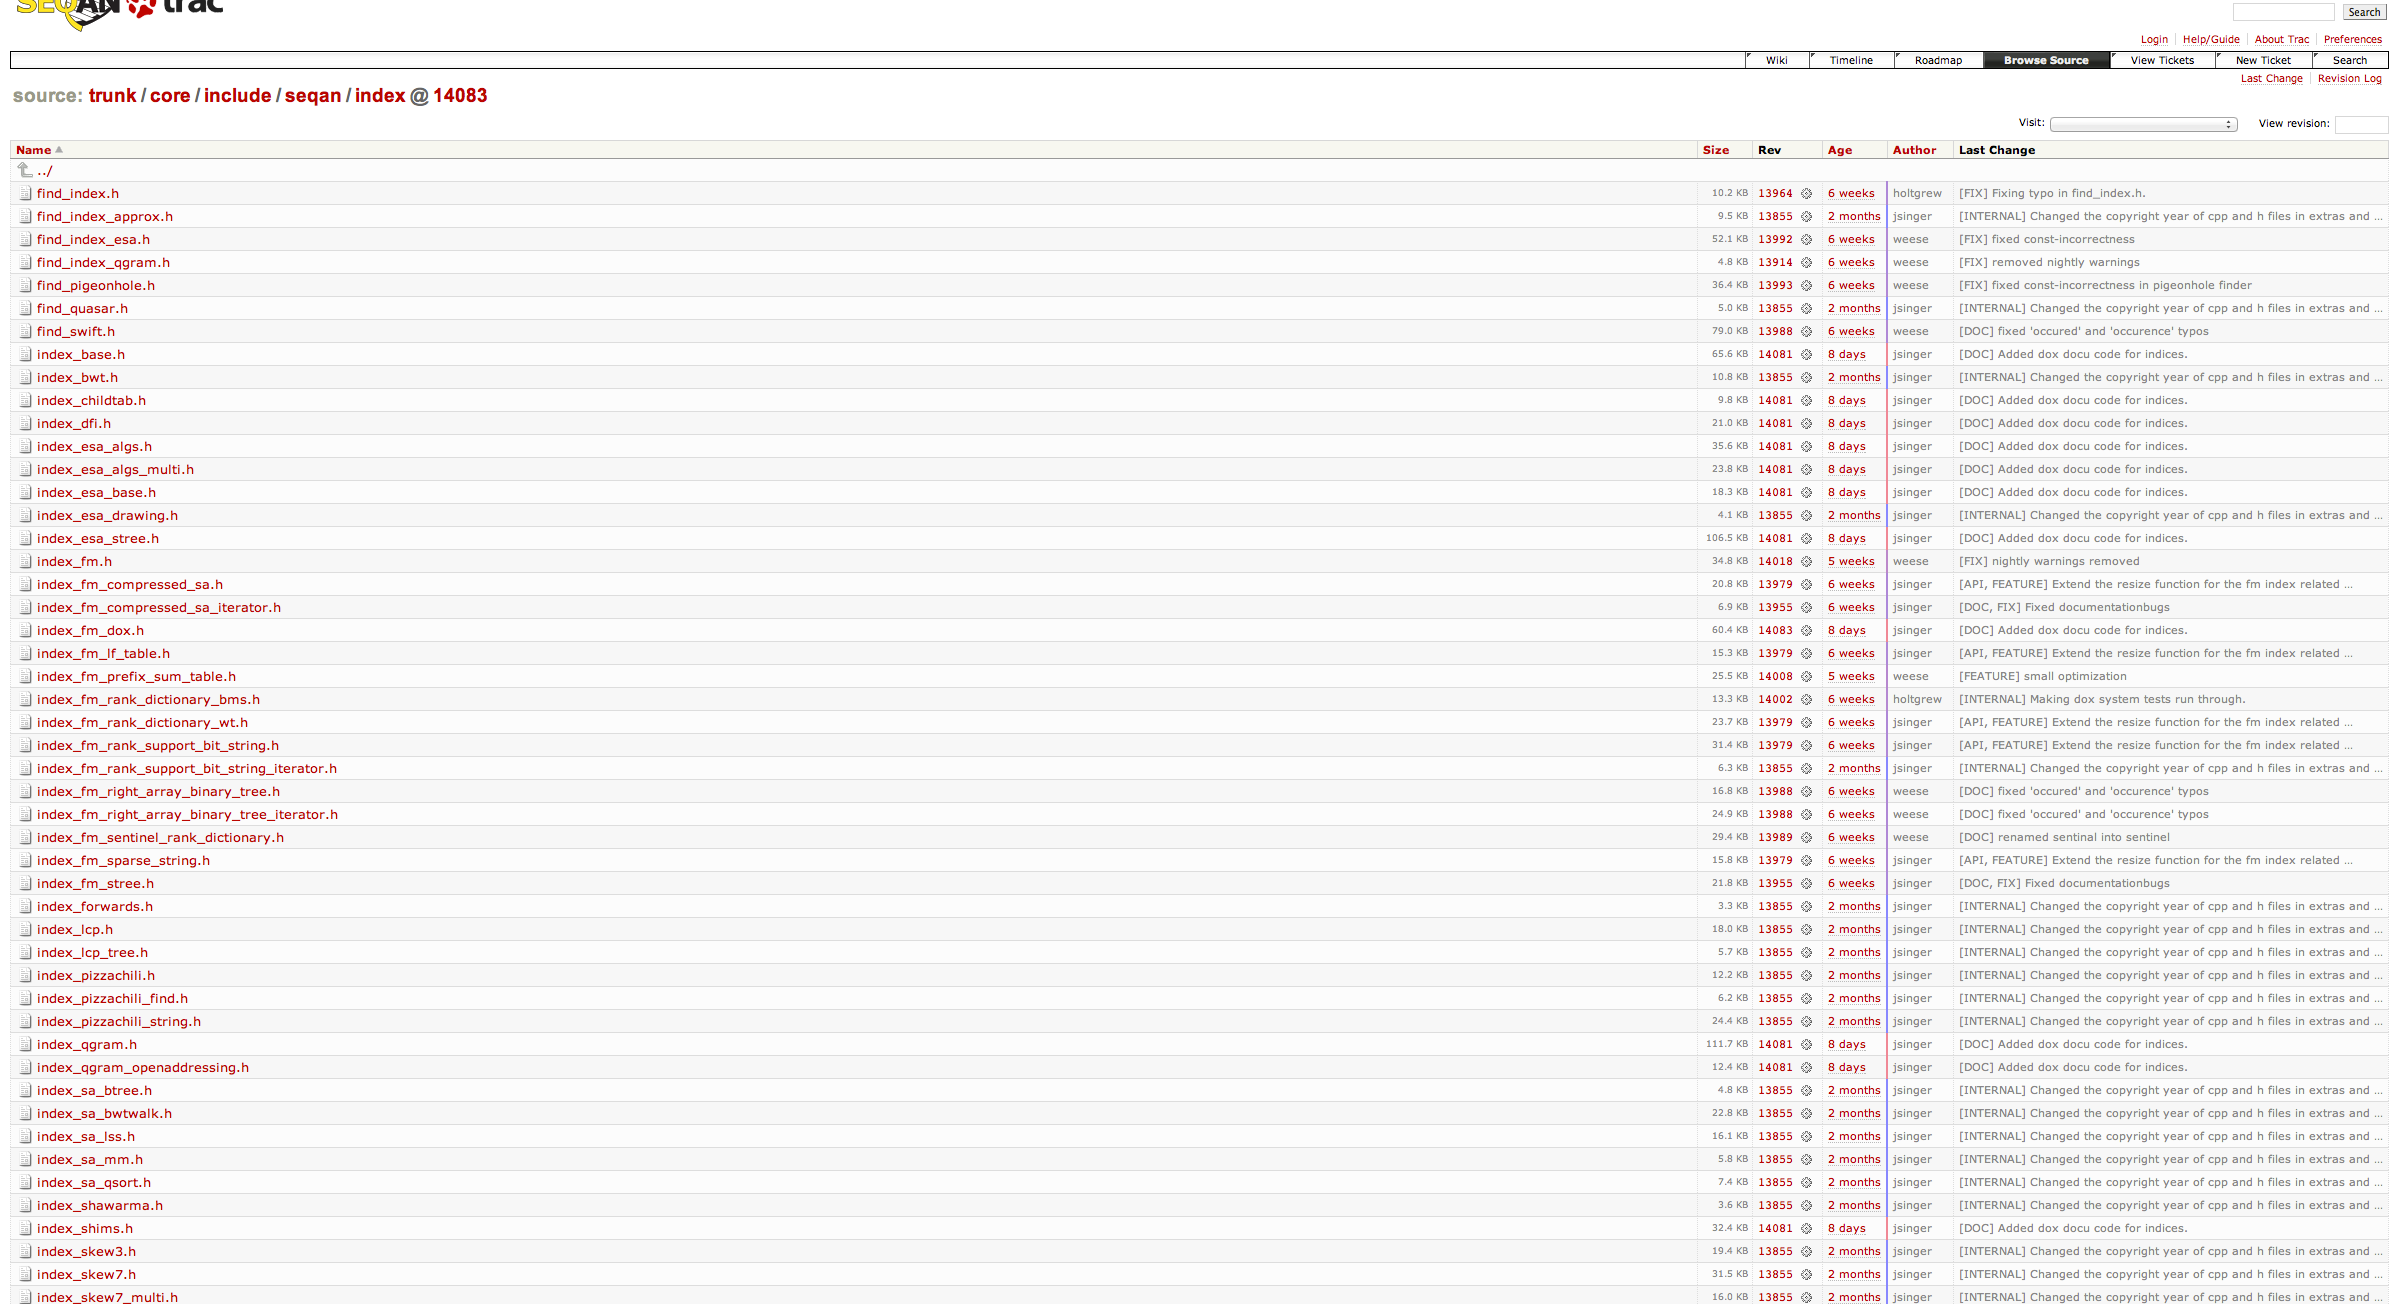 SEQAN trac
Search
Login Help/Guide About Trac Preferences
Wiki Timeline Roadmap Browse Source View Tickets New Ticket Search
Last Change Revision Log
source: trunk / core / include / seqan / index @ 14083
Visit: View revision:
Name Size Rev Age Author Last Change
../
find_index.h 10.2 KB 13964 6 weeks holtgrew [FIX] Fixing typo in find_index.h.
find_index_approx.h 9.5 KB 13855 2 months jsinger [INTERNAL] Changed the copyright year of cpp and h files in extras and ...
find_index_esa.h 52.1 KB 13992 6 weeks weese [FIX] fixed const-incorrectness
find_index_qgram.h 4.8 KB 13914 6 weeks weese [FIX] removed nightly warnings
find_pigeonhole.h 36.4 KB 13993 6 weeks weese [FIX] fixed const-incorrectness in pigeonhole finder
find_quasar.h 5.0 KB 13855 2 months jsinger [INTERNAL] Changed the copyright year of cpp and h files in extras and ...
find_swift.h 79.0 KB 13988 6 weeks weese [DOC] fixed 'occured' and 'occurence' typos
index_base.h 65.6 KB 14081 8 days jsinger [DOC] Added dox docu code for indices.
index_bwt.h 10.8 KB 13855 2 months jsinger [INTERNAL] Changed the copyright year of cpp and h files in extras and ...
index_childtab.h 9.8 KB 14081 8 days jsinger [DOC] Added dox docu code for indices.
index_dfi.h 21.0 KB 14081 8 days jsinger [DOC] Added dox docu code for indices.
index_esa_algs.h 35.6 KB 14081 8 days jsinger [DOC] Added dox docu code for indices.
index_esa_algs_multi.h 23.8 KB 14081 8 days jsinger [DOC] Added dox docu code for indices.
index_esa_base.h 18.3 KB 14081 8 days jsinger [DOC] Added dox docu code for indices.
index_esa_drawing.h 4.1 KB 13855 2 months jsinger [INTERNAL] Changed the copyright year of cpp and h files in extras and ...
index_esa_stree.h 106.5 KB 14081 8 days jsinger [DOC] Added dox docu code for indices.
index_fm.h 34.8 KB 14018 5 weeks weese [FIX] nightly warnings removed
index_fm_compressed_sa.h 20.8 KB 13979 6 weeks jsinger [API, FEATURE] Extend the resize function for the fm index related ...
index_fm_compressed_sa_iterator.h 6.9 KB 13955 6 weeks jsinger [DOC, FIX] Fixed documentationbugs
index_fm_dox.h 60.4 KB 14083 8 days jsinger [DOC] Added dox docu code for indices.
index_fm_lf_table.h 15.3 KB 13979 6 weeks jsinger [API, FEATURE] Extend the resize function for the fm index related ...
index_fm_prefix_sum_table.h 25.5 KB 14008 5 weeks weese [FEATURE] small optimization
index_fm_rank_dictionary_bms.h 13.3 KB 14002 6 weeks holtgrew [INTERNAL] Making dox system tests run through.
index_fm_rank_dictionary_wt.h 23.7 KB 13979 6 weeks jsinger [API, FEATURE] Extend the resize function for the fm index related ...
index_fm_rank_support_bit_string.h 31.4 KB 13979 6 weeks jsinger [API, FEATURE] Extend the resize function for the fm index related ...
index_fm_rank_support_bit_string_iterator.h 6.3 KB 13855 2 months jsinger [INTERNAL] Changed the copyright year of cpp and h files in extras and ...
index_fm_right_array_binary_tree.h 16.8 KB 13988 6 weeks weese [DOC] fixed 'occured' and 'occurence' typos
index_fm_right_array_binary_tree_iterator.h 24.9 KB 13988 6 weeks weese [DOC] fixed 'occured' and 'occurence' typos
index_fm_sentinel_rank_dictionary.h 29.4 KB 13989 6 weeks weese [DOC] renamed sentinal into sentinel
index_fm_sparse_string.h 15.8 KB 13979 6 weeks jsinger [API, FEATURE] Extend the resize function for the fm index related ...
index_fm_stree.h 21.8 KB 13955 6 weeks jsinger [DOC, FIX] Fixed documentationbugs
index_forwards.h 3.3 KB 13855 2 months jsinger [INTERNAL] Changed the copyright year of cpp and h files in extras and ...
index_lcp.h 18.0 KB 13855 2 months jsinger [INTERNAL] Changed the copyright year of cpp and h files in extras and ...
index_lcp_tree.h 5.7 KB 13855 2 months jsinger [INTERNAL] Changed the copyright year of cpp and h files in extras and ...
index_pizzachili.h 12.2 KB 13855 2 months jsinger [INTERNAL] Changed the copyright year of cpp and h files in extras and ...
index_pizzachili_find.h 6.2 KB 13855 2 months jsinger [INTERNAL] Changed the copyright year of cpp and h files in extras and ...
index_pizzachili_string.h 24.4 KB 13855 2 months jsinger [INTERNAL] Changed the copyright year of cpp and h files in extras and ...
index_qgram.h 111.7 KB 14081 8 days jsinger [DOC] Added dox docu code for indices.
index_qgram_openaddressing.h 12.4 KB 14081 8 days jsinger [DOC] Added dox docu code for indices.
index_sa_btree.h 4.8 KB 13855 2 months jsinger [INTERNAL] Changed the copyright year of cpp and h files in extras and ...
index_sa_bwtwalk.h 22.8 KB 13855 2 months jsinger [INTERNAL] Changed the copyright year of cpp and h files in extras and ...
index_sa_lss.h 16.1 KB 13855 2 months jsinger [INTERNAL] Changed the copyright year of cpp and h files in extras and ...
index_sa_mm.h 5.8 KB 13855 2 months jsinger [INTERNAL] Changed the copyright year of cpp and h files in extras and ...
index_sa_qsort.h 7.4 KB 13855 2 months jsinger [INTERNAL] Changed the copyright year of cpp and h files in extras and ...
index_shawarma.h 3.6 KB 13855 2 months jsinger [INTERNAL] Changed the copyright year of cpp and h files in extras and ...
index_shims.h 32.4 KB 14081 8 days jsinger [DOC] Added dox docu code for indices.
index_skew3.h 19.4 KB 13855 2 months jsinger [INTERNAL] Changed the copyright year of cpp and h files in extras and ...
index_skew7.h 31.5 KB 13855 2 months jsinger [INTERNAL] Changed the copyright year of cpp and h files in extras and ...
index_skew7_multi.h 16.0 KB 13855 2 months jsinger [INTERNAL] Changed the copyright year of cpp and h files in extras and ...